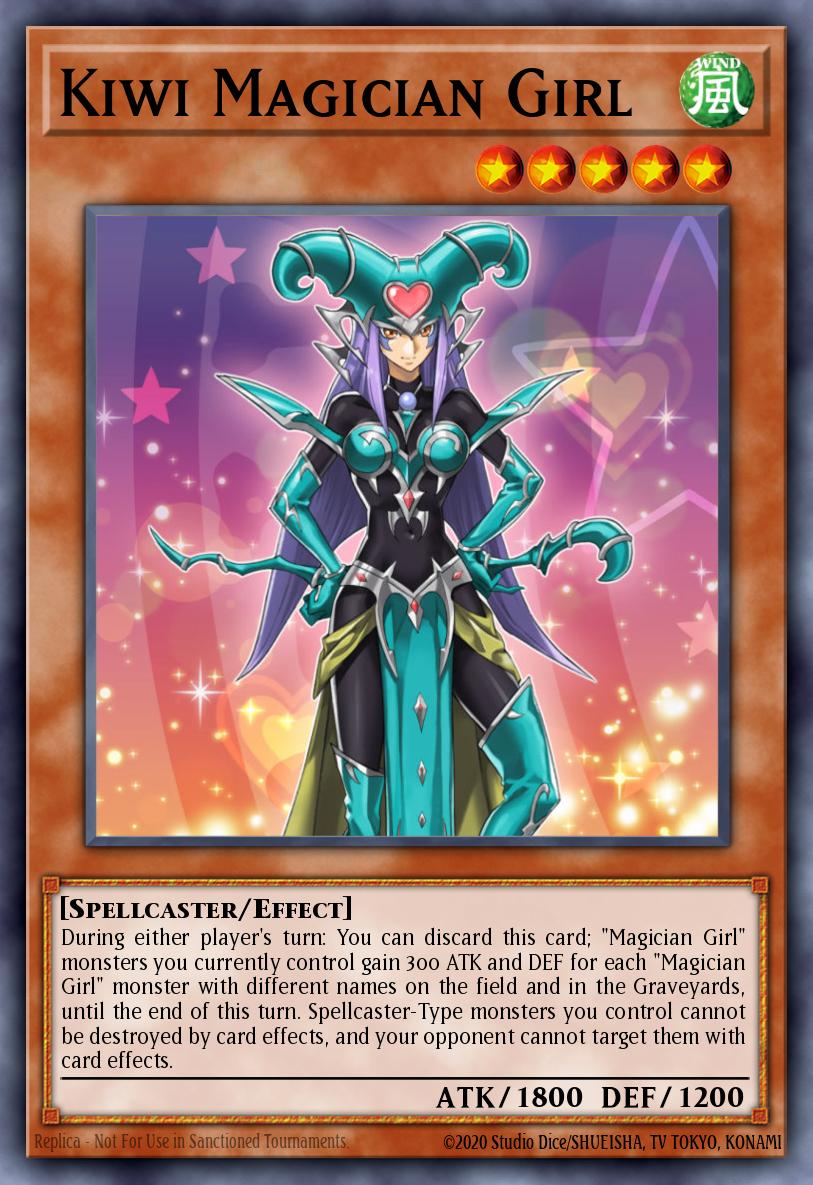 Kiwi Magician Girl
WIND
風
[Spellcaster/Effect]
During either player's turn: You can discard this card; "Magician Girl"
monsters you currently control gain 300 ATK and DEF for each "Magician
Girl" monster with different names on the field and in the Graveyards,
until the end of this turn. Spellcaster-Type monsters you control cannot
be destroyed by card effects, and your opponent cannot target them with
card effects.
ATK/1800 DEF/1200
Replica - Not For Use in Sanctioned Tournaments.
©2020 Studio Dice/SHUEISHA, TV TOKYO, KONAMI